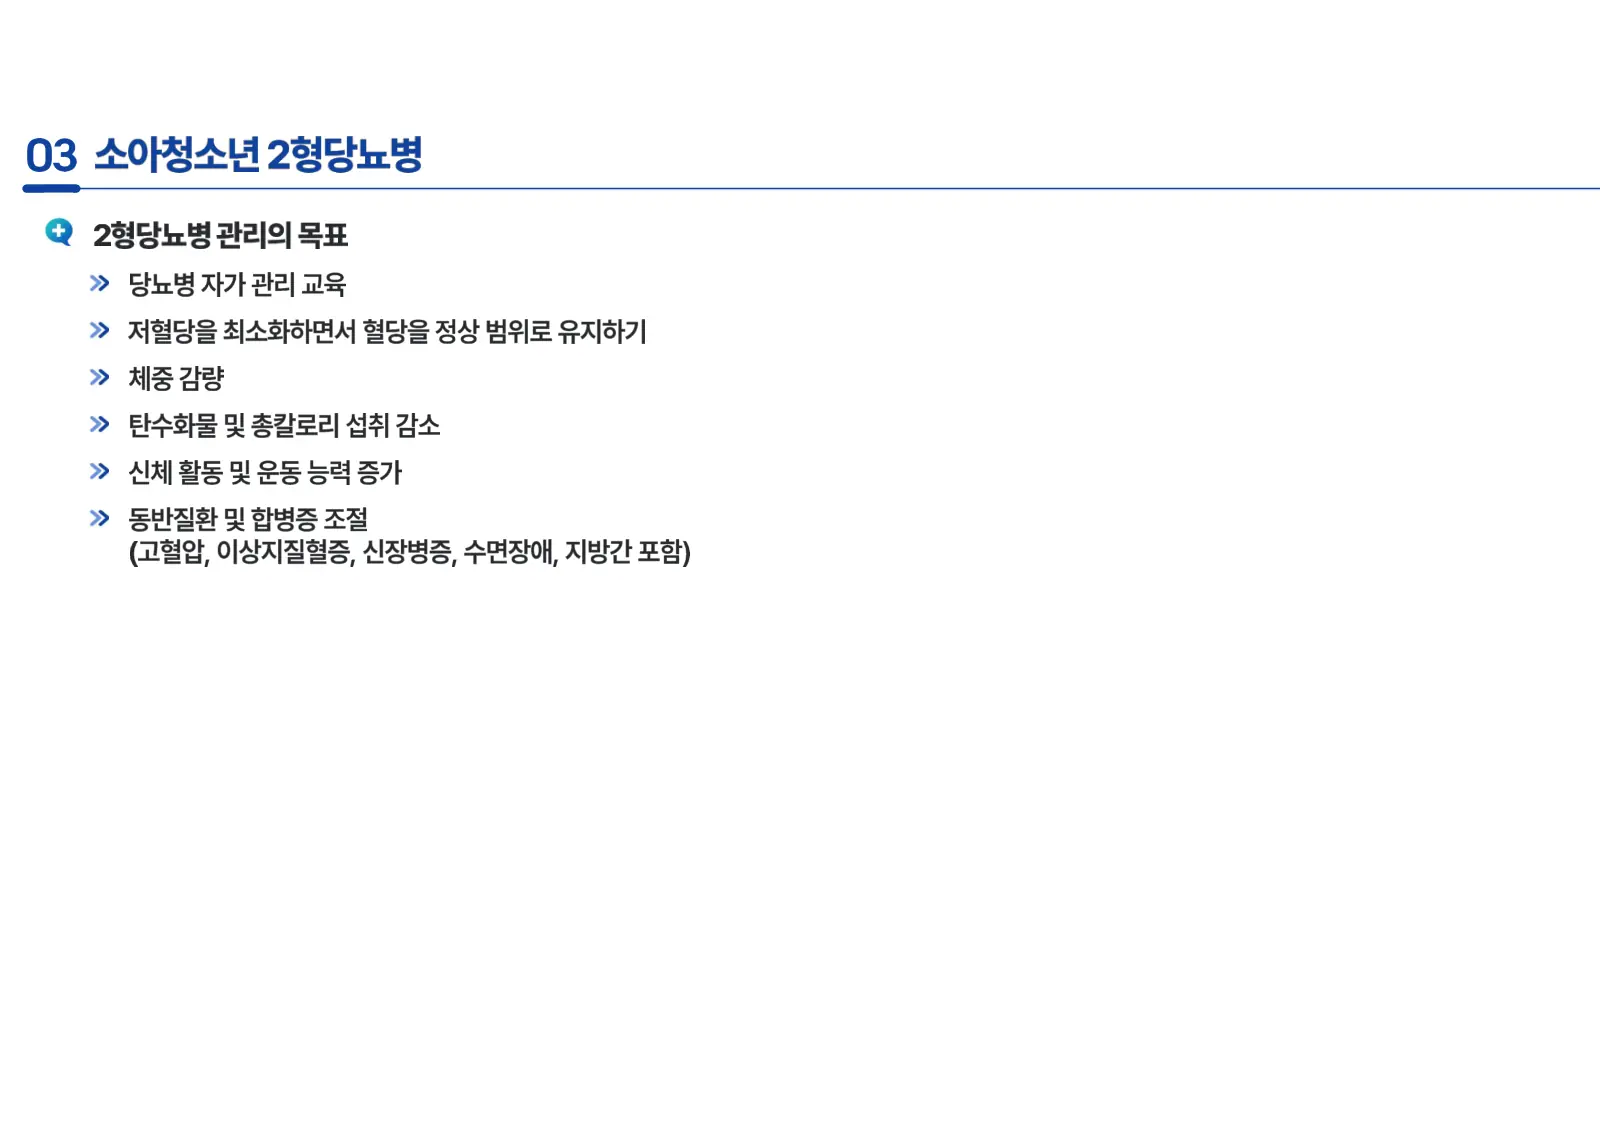 03 소아청소년 2형당뇨병
2형당뇨병 관리의 목표
당뇨병 자가 관리 교육
저혈당을 최소화하면서 혈당을 정상 범위로 유지하기
체중 감량
탄수화물 및 총칼로리 섭취 감소
신체 활동 및 운동 능력 증가
동반질환 및 합병증 조절
(고혈압, 이상지질혈증, 신장병증, 수면장애, 지방간 포함)